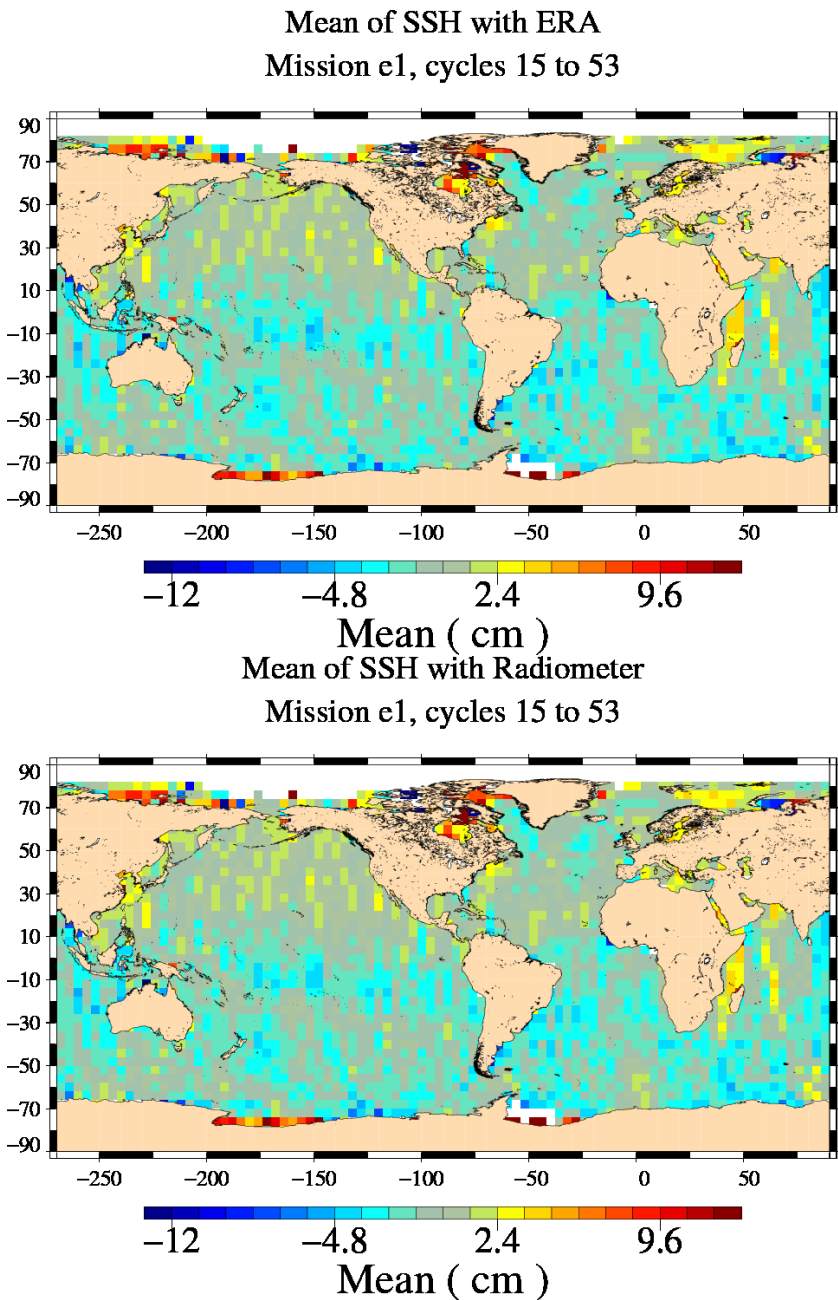 Mean of SSH with ERA
Mission e1, cycles 15 to 53
90
70
50
30
10
−10
−30
−50
−70
−90
−250 −200 −150 −100 −50 0 50
−12 −4.8 2.4 9.6
Mean ( cm )
Mean of SSH with Radiometer
Mission e1, cycles 15 to 53
90
70
50
30
10
−10
−30
−50
−70
−90
−250 −200 −150 −100 −50 0 50
−12 −4.8 2.4 9.6
Mean ( cm )